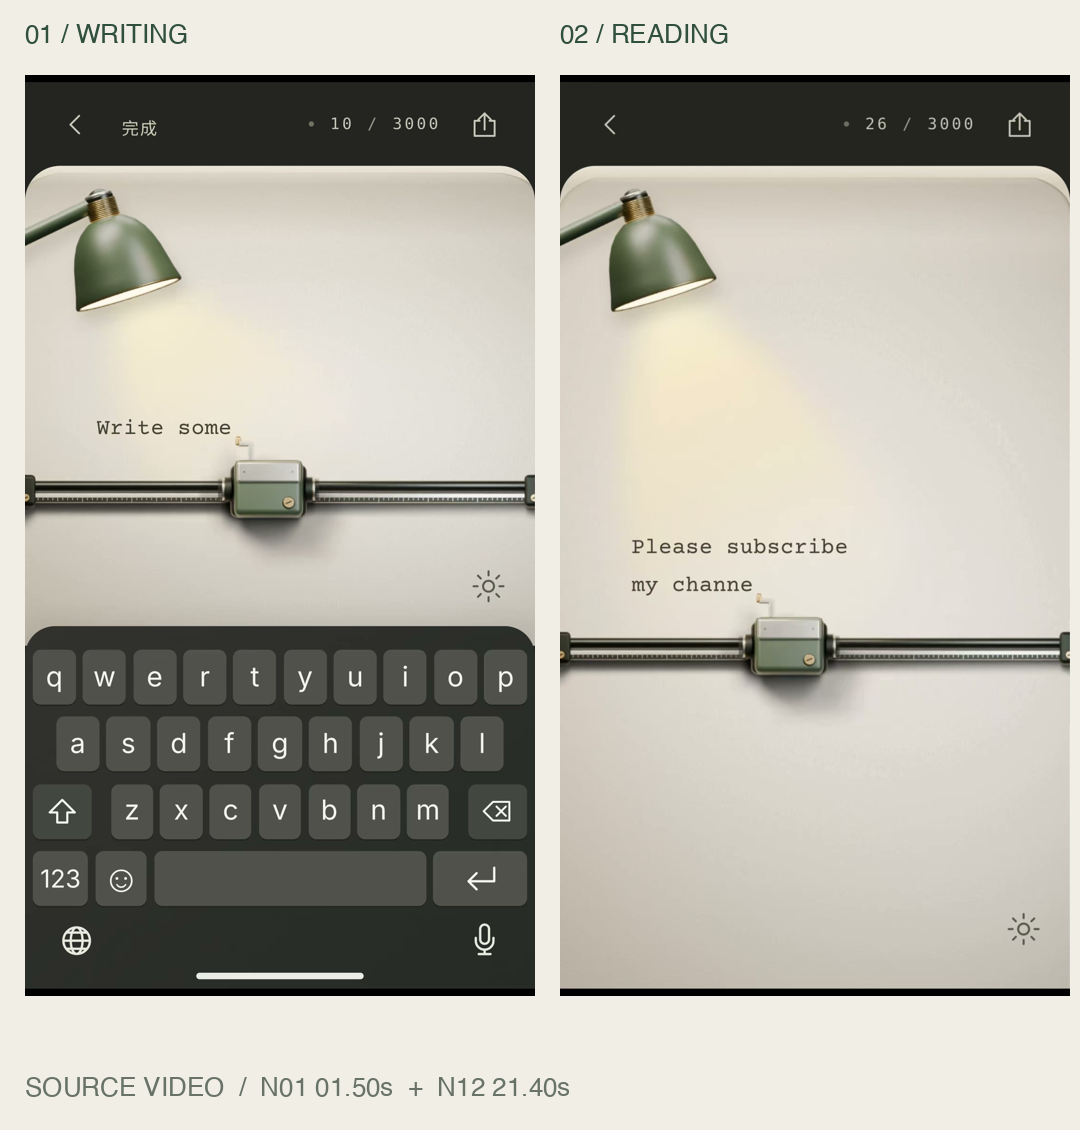 01 / WRITING
02 / READING
完成
• 10 / 3000
• 26 / 3000
Write some
Please subscribe
my channe
q w e r t y u i o p
a s d f g h j k l
z x c v b n m
123
SOURCE VIDEO / N01 01.50s + N12 21.40s